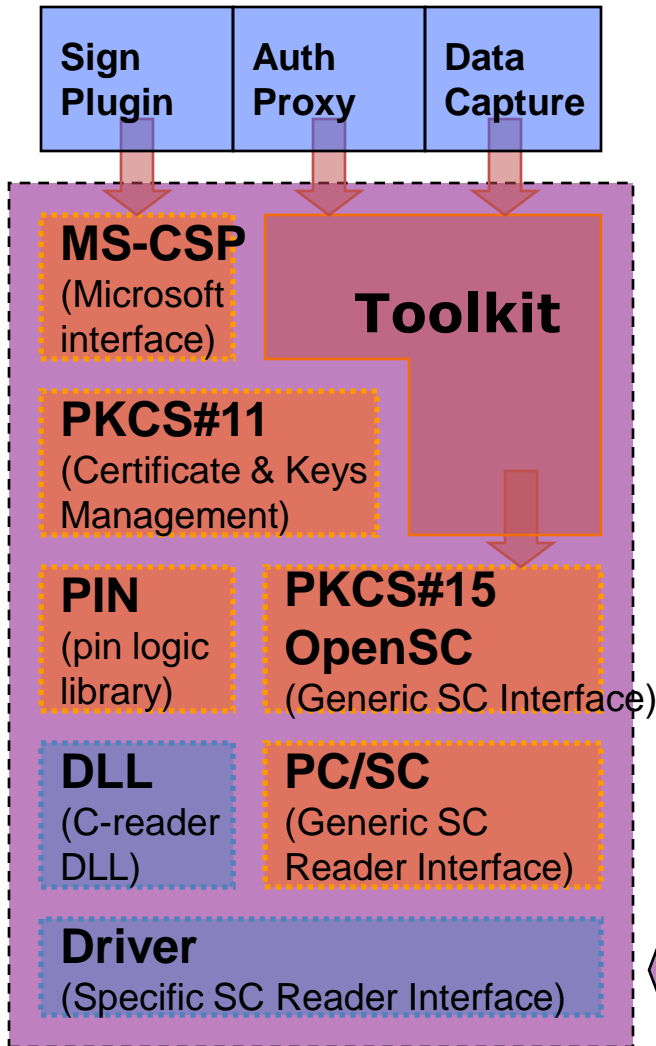 Sign
Plugin
Auth
Proxy
Data
Capture
MS-CSP
(Microsoft
interface)
Toolkit
PKCS#11
(Certificate & Keys
Management)
PIN
(pin logic
library)
PKCS#15
OpenSC
(Generic SC Interface)
DLL
(C-reader
DLL)
PC/SC
(Generic SC
Reader Interface)
Driver
(Specific SC Reader Interface)